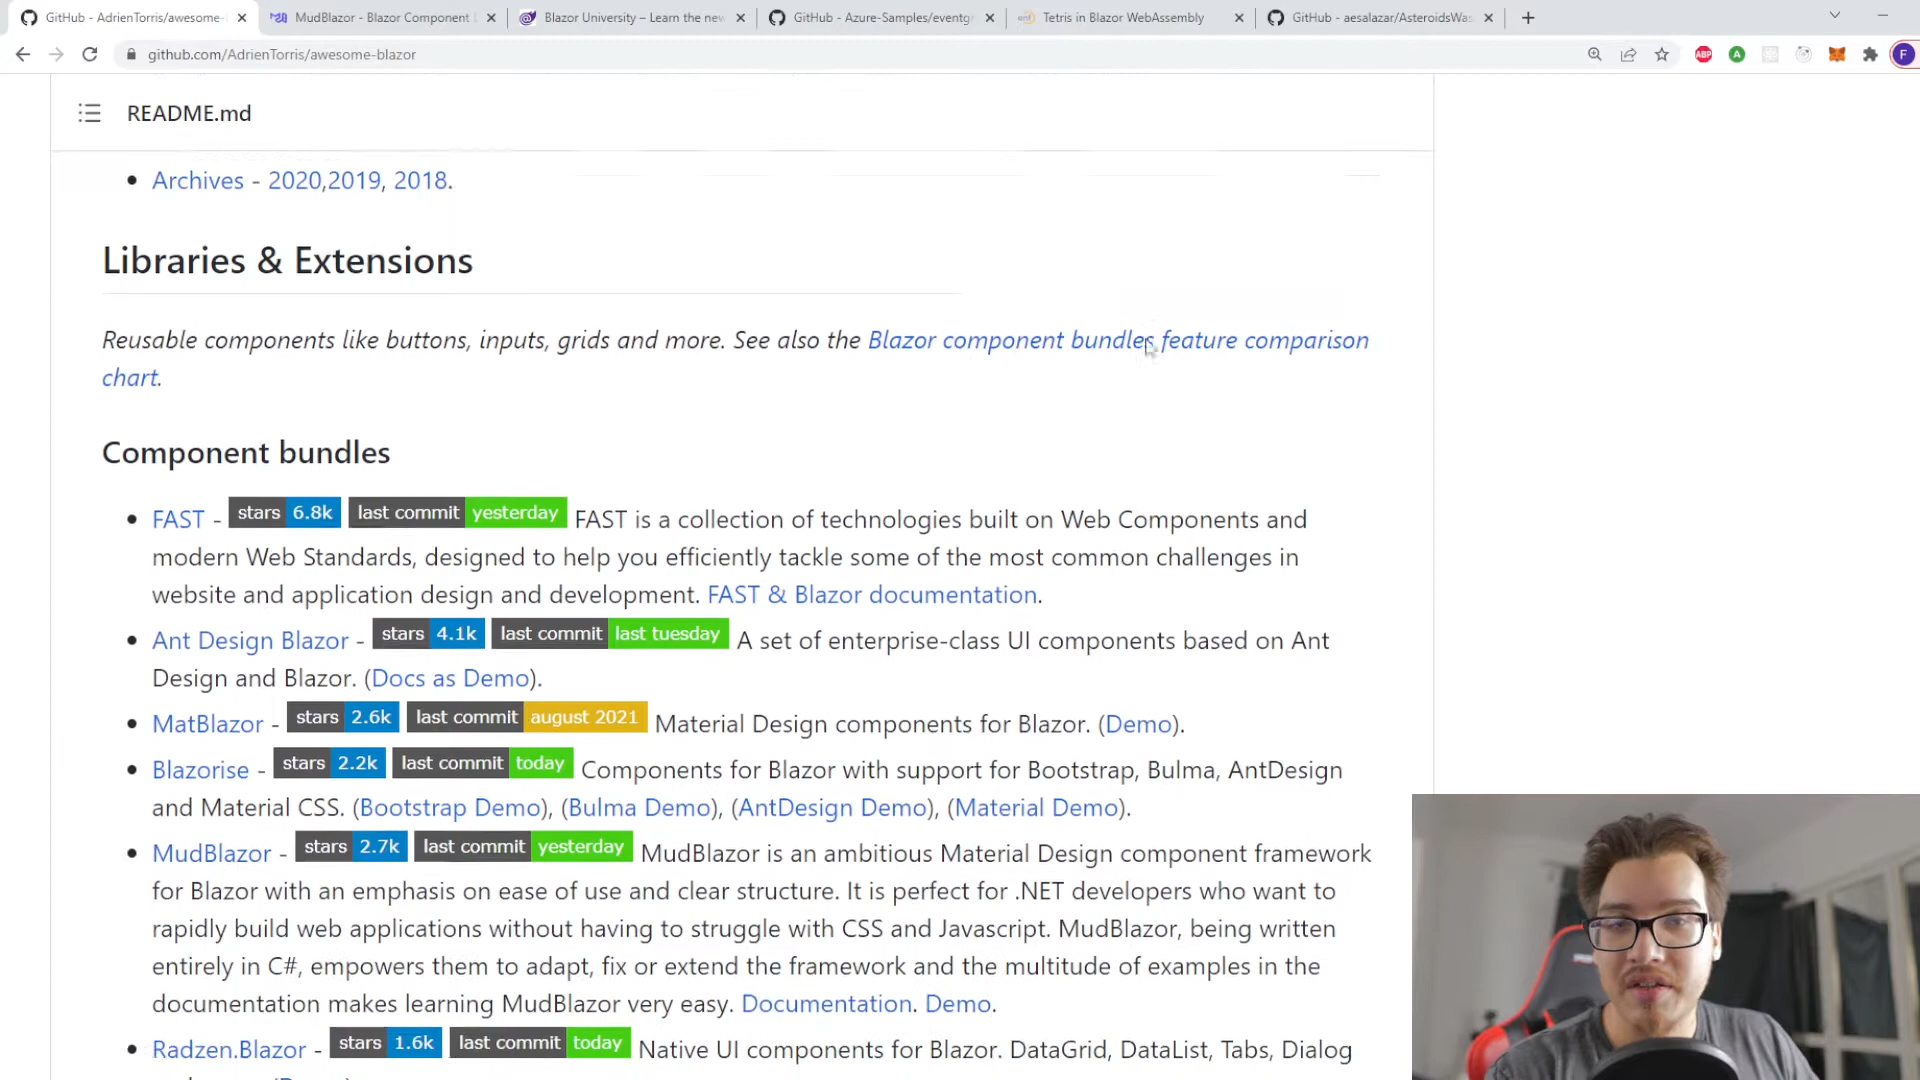 GitHub - AdrienTorris/awesome-
MudBlazor - Blazor Component
Blazor University – Learn the new
GitHub - Azure-Samples/eventg
Tetris in Blazor WebAssembly
GitHub - aesalazar/AsteroidsWas
github.com/AdrienTorris/awesome-blazor
ABP
A
F
README.md
Archives - 2020,2019, 2018.
Libraries & Extensions
Reusable components like buttons, inputs, grids and more. See also the Blazor component bundles feature comparison
chart.
Component bundles
FAST - stars 6.8k last commit yesterday FAST is a collection of technologies built on Web Components and
modern Web Standards, designed to help you efficiently tackle some of the most common challenges in
website and application design and development. FAST & Blazor documentation.
Ant Design Blazor - stars 4.1k last commit last tuesday A set of enterprise-class UI components based on Ant
Design and Blazor. (Docs as Demo).
MatBlazor - stars 2.6k last commit august 2021 Material Design components for Blazor. (Demo).
Blazorise - stars 2.2k last commit today Components for Blazor with support for Bootstrap, Bulma, AntDesign
and Material CSS. (Bootstrap Demo), (Bulma Demo), (AntDesign Demo), (Material Demo).
MudBlazor - stars 2.7k last commit yesterday MudBlazor is an ambitious Material Design component framework
for Blazor with an emphasis on ease of use and clear structure. It is perfect for .NET developers who want to
rapidly build web applications without having to struggle with CSS and Javascript. MudBlazor, being written
entirely in C#, empowers them to adapt, fix or extend the framework and the multitude of examples in the
documentation makes learning MudBlazor very easy. Documentation. Demo.
Radzen.Blazor - stars 1.6k last commit today Native UI components for Blazor. DataGrid, DataList, Tabs, Dialog